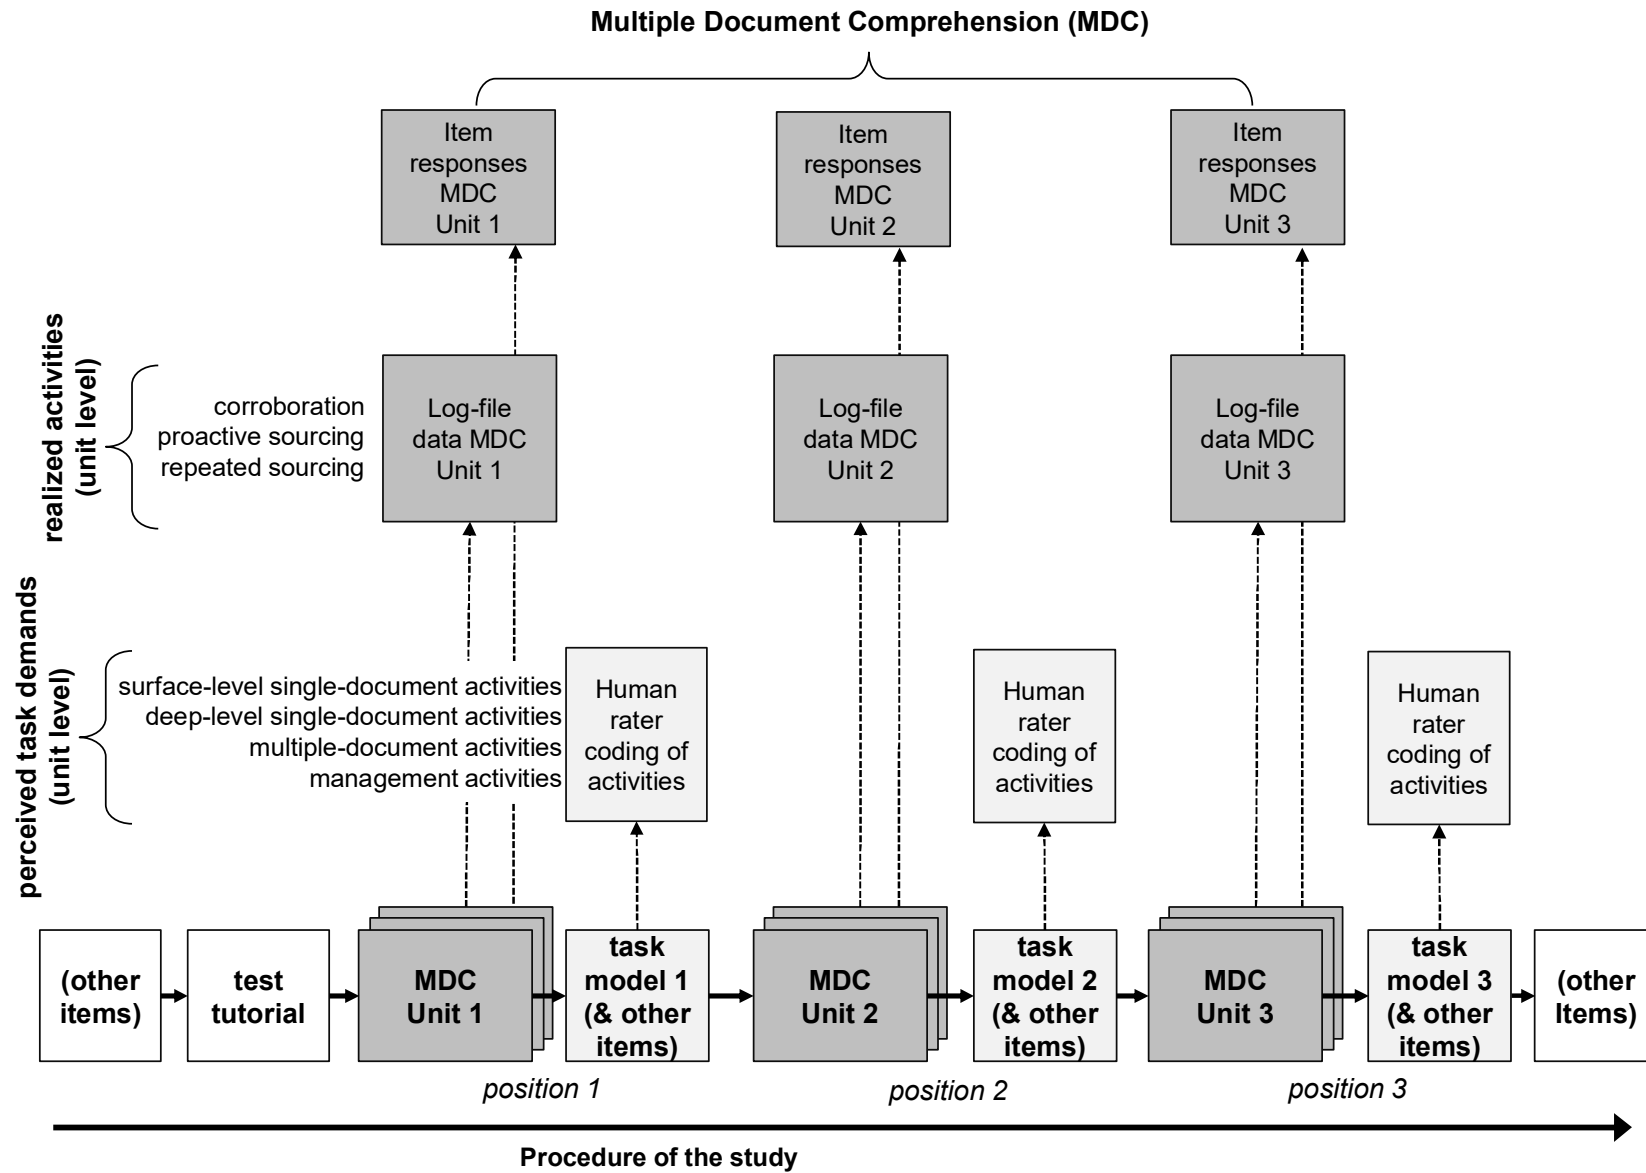 Multiple Document Comprehension (MDC)
Item
responses
MDC
Unit 1
Item
responses
MDC
Unit 2
Item
responses
MDC
Unit 3
realized activities
(unit level)
corroboration
proactive sourcing
repeated sourcing
Log-file
data MDC
Unit 1
Log-file
data MDC
Unit 2
Log-file
data MDC
Unit 3
perceived task demands
(unit level)
surface-level single-document activities
deep-level single-document activities
multiple-document activities
management activities
Human
rater
coding of
activities
Human
rater
coding of
activities
Human
rater
coding of
activities
(other
items)
test
tutorial
MDC
Unit 1
task
model 1
(& other
items)
MDC
Unit 2
task
model 2
(& other
items)
MDC
Unit 3
task
model 3
(& other
items)
(other
Items)
position 1
position 2
position 3
Procedure of the study